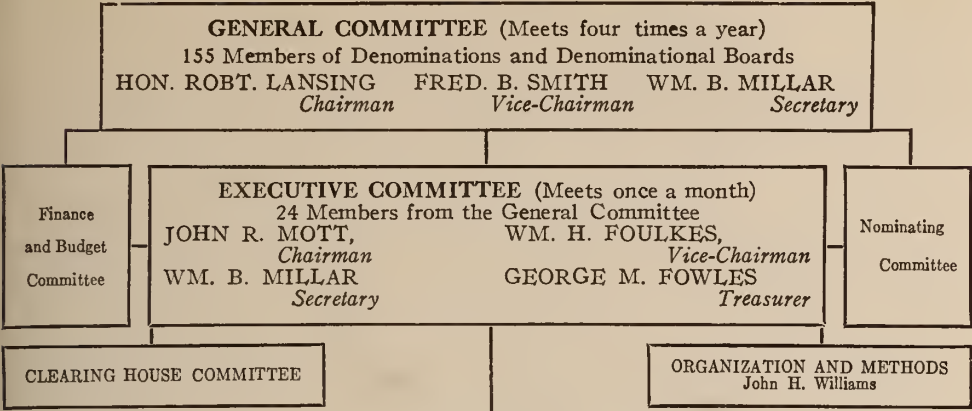 GENERAL COMMITTEE (Meets four times a year)
155 Members of Denominations and Denominational Boards
HON. ROBT. LANSING FRED. B. SMITH WM. B. MILLAR
Chairman Vice-Chairman Secretary
Finance
and Budget
Committee
EXECUTIVE COMMITTEE (Meets once a month)
24 Members from the General Committee
JOHN R. MOTT, WM. H. FOULKES,
Chairman Vice-Chairman
WM. B. MILLAR GEORGE M. FOWLES
Secretary Treasurer
Nominating
Committee
CLEARING HOUSE COMMITTEE
ORGANIZATION AND METHODS
John H. Williams